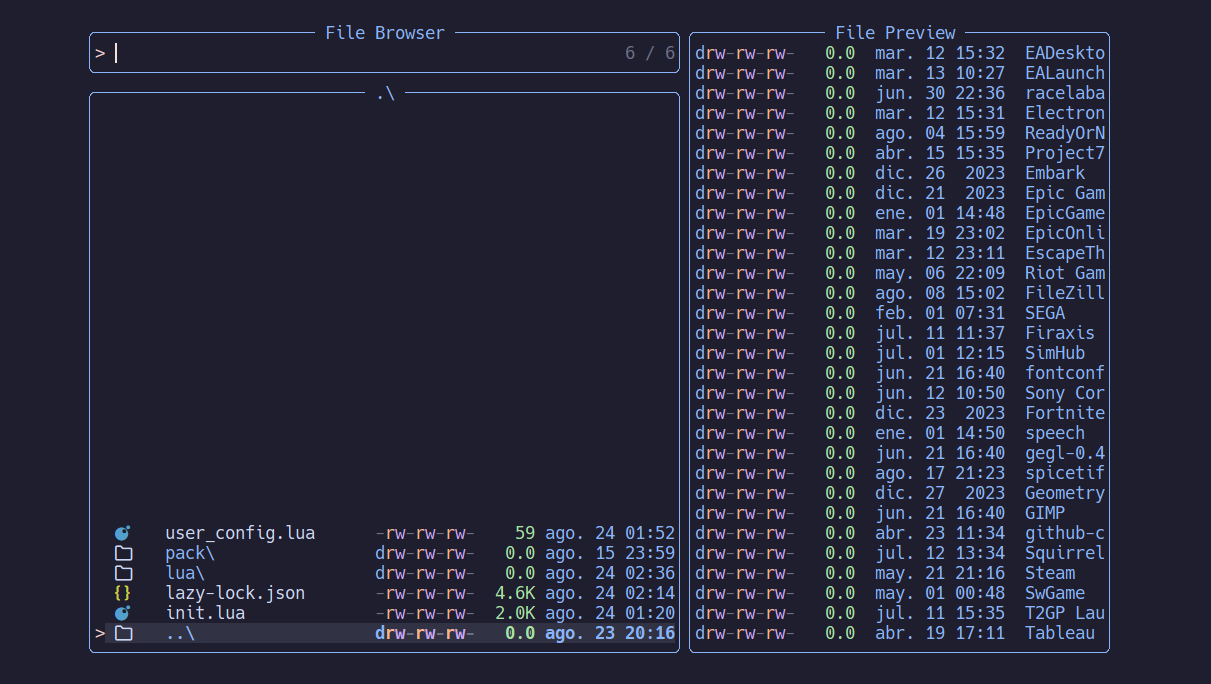 File Browser
> 6 / 6
.\
user_config.lua -rw-rw-rw- 59 ago. 24 01:52
pack\ drw-rw-rw- 0.0 ago. 15 23:59
lua\ drw-rw-rw- 0.0 ago. 24 02:36
{} lazy-lock.json -rw-rw-rw- 4.6K ago. 24 02:14
init.lua -rw-rw-rw- 2.0K ago. 24 01:20
> ..\ drw-rw-rw- 0.0 ago. 23 20:16
File Preview
drw-rw-rw- 0.0 mar. 12 15:32 EADeskto
drw-rw-rw- 0.0 mar. 13 10:27 EALaunch
drw-rw-rw- 0.0 jun. 30 22:36 racelaba
drw-rw-rw- 0.0 mar. 12 15:31 Electron
drw-rw-rw- 0.0 ago. 04 15:59 ReadyOrN
drw-rw-rw- 0.0 abr. 15 15:35 Project7
drw-rw-rw- 0.0 dic. 26 2023 Embark
drw-rw-rw- 0.0 dic. 21 2023 Epic Gam
drw-rw-rw- 0.0 ene. 01 14:48 EpicGame
drw-rw-rw- 0.0 mar. 19 23:02 EpicOnli
drw-rw-rw- 0.0 mar. 12 23:11 EscapeTh
drw-rw-rw- 0.0 may. 06 22:09 Riot Gam
drw-rw-rw- 0.0 ago. 08 15:02 FileZill
drw-rw-rw- 0.0 feb. 01 07:31 SEGA
drw-rw-rw- 0.0 jul. 11 11:37 Firaxis
drw-rw-rw- 0.0 jul. 01 12:15 SimHub
drw-rw-rw- 0.0 jun. 21 16:40 fontconf
drw-rw-rw- 0.0 jun. 12 10:50 Sony Cor
drw-rw-rw- 0.0 dic. 23 2023 Fortnite
drw-rw-rw- 0.0 ene. 01 14:50 speech
drw-rw-rw- 0.0 jun. 21 16:40 gegl-0.4
drw-rw-rw- 0.0 ago. 17 21:23 spicetif
drw-rw-rw- 0.0 dic. 27 2023 Geometry
drw-rw-rw- 0.0 jun. 21 16:40 GIMP
drw-rw-rw- 0.0 abr. 23 11:34 github-c
drw-rw-rw- 0.0 jul. 12 13:34 Squirrel
drw-rw-rw- 0.0 may. 21 21:16 Steam
drw-rw-rw- 0.0 may. 01 00:48 SwGame
drw-rw-rw- 0.0 jul. 11 15:35 T2GP Lau
drw-rw-rw- 0.0 abr. 19 17:11 Tableau